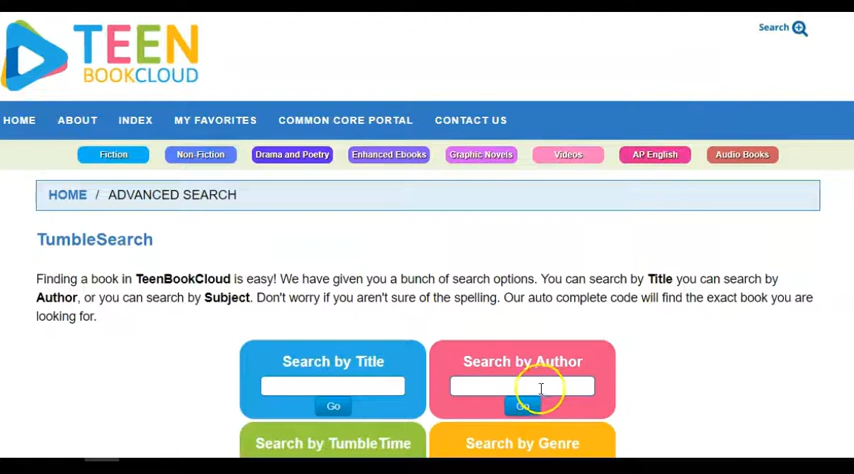 Search
TEEN
BOOKCLOUD
HOME ABOUT INDEX MY FAVORITES COMMON CORE PORTAL CONTACT US
Fiction Non-Fiction Drama and Poetry Enhanced Ebooks Graphic Novels Videos AP English Audio Books
HOME / ADVANCED SEARCH
TumbleSearch
Finding a book in TeenBookCloud is easy! We have given you a bunch of search options. You can search by Title you can search by
Author, or you can search by Subject. Don't worry if you aren't sure of the spelling. Our auto complete code will find the exact book you are
looking for.
Search by Title Search by Author
Go Go
Search by TumbleTime Search by Genre